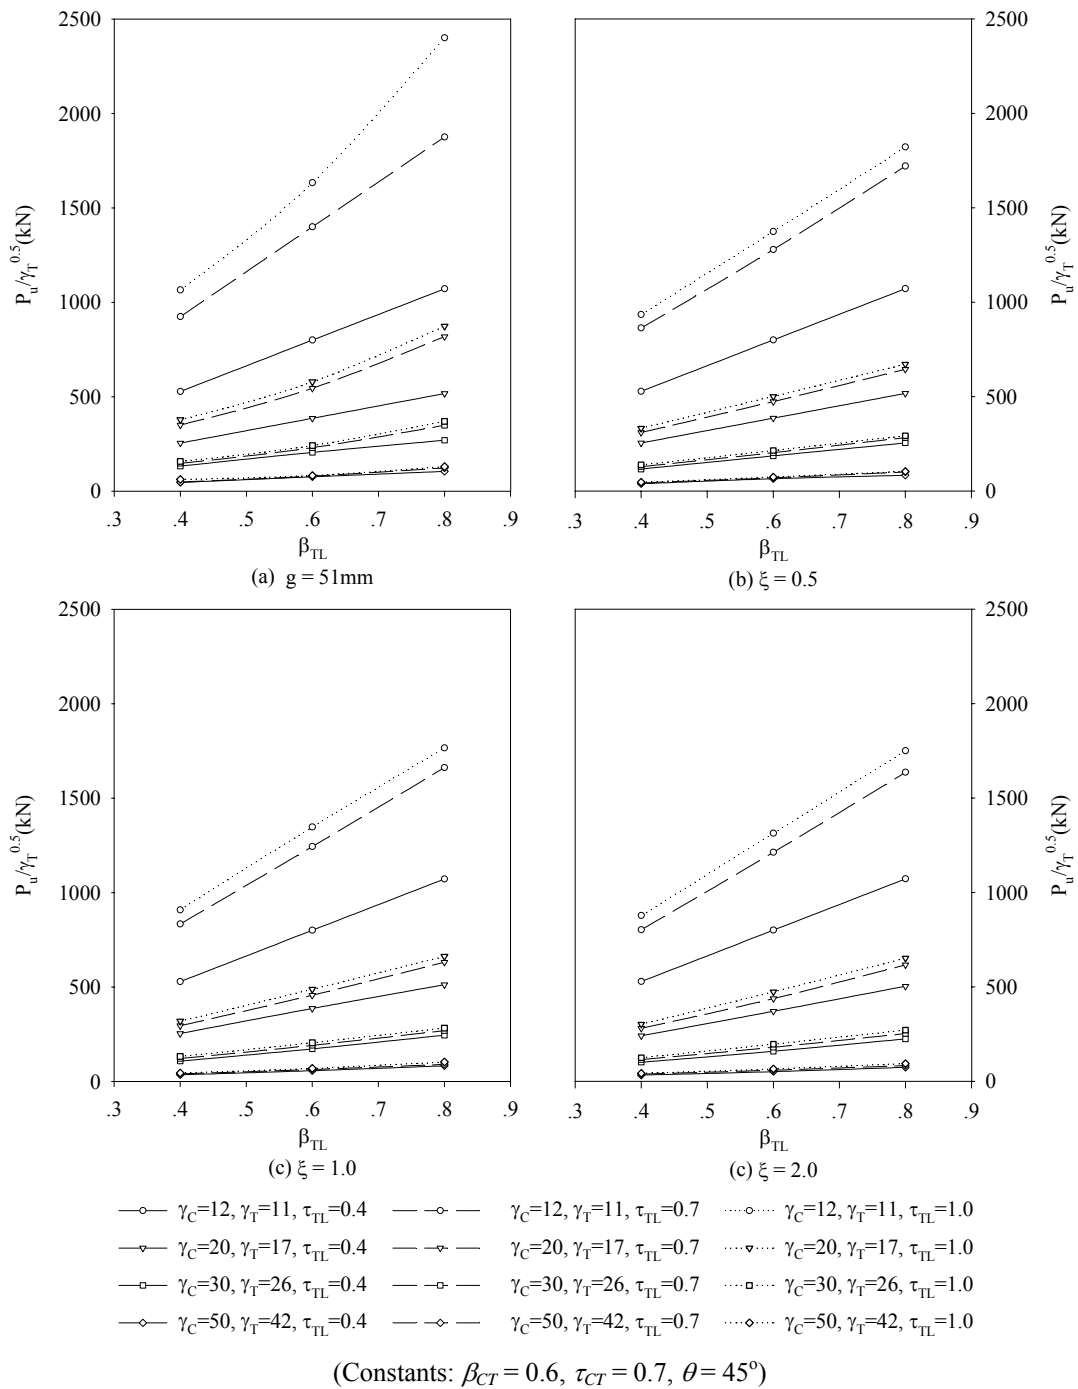 2500
2000
1500
1000
500
0
P_u/γ_T^0.5(kN)
.3 .4 .5 .6 .7 .8 .9
β_TL
(a) g = 51mm
2500
2000
1500
1000
500
0
P_u/γ_T^0.5(kN)
.3 .4 .5 .6 .7 .8 .9
β_TL
(b) ξ = 0.5
2500
2000
1500
1000
500
0
P_u/γ_T^0.5(kN)
.3 .4 .5 .6 .7 .8 .9
β_TL
(c) ξ = 1.0
2500
2000
1500
1000
500
0
P_u/γ_T^0.5(kN)
.3 .4 .5 .6 .7 .8 .9
β_TL
(c) ξ = 2.0
γ_C=12, γ_T=11, τ_TL=0.4 γ_C=12, γ_T=11, τ_TL=0.7 γ_C=12, γ_T=11, τ_TL=1.0
γ_C=20, γ_T=17, τ_TL=0.4 γ_C=20, γ_T=17, τ_TL=0.7 γ_C=20, γ_T=17, τ_TL=1.0
γ_C=30, γ_T=26, τ_TL=0.4 γ_C=30, γ_T=26, τ_TL=0.7 γ_C=30, γ_T=26, τ_TL=1.0
γ_C=50, γ_T=42, τ_TL=0.4 γ_C=50, γ_T=42, τ_TL=0.7 γ_C=50, γ_T=42, τ_TL=1.0
(Constants: β_CT = 0.6, τ_CT = 0.7, θ = 45°)